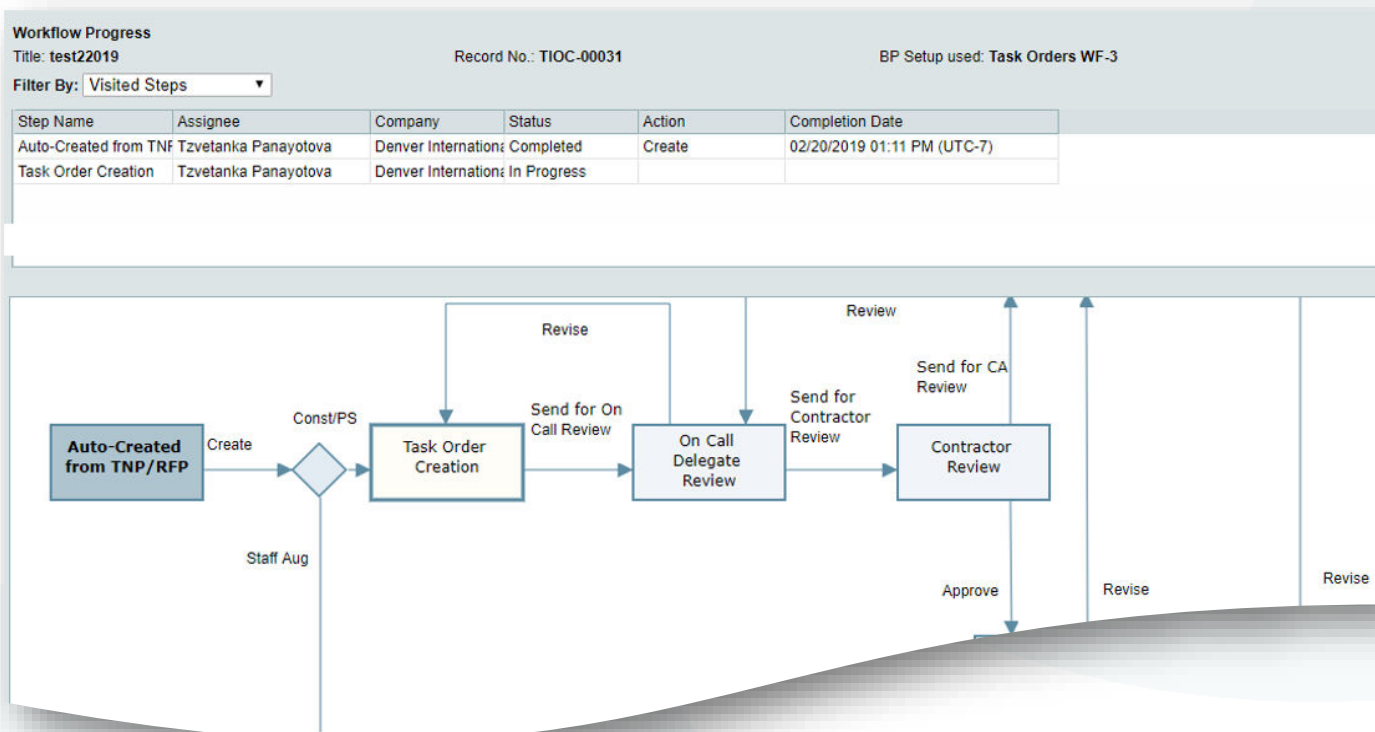 Workflow Progress
Title: test22019 Record No.: TIOC-00031 BP Setup used: Task Orders WF-3
Filter By: Visited Steps
Step Name Assignee Company Status Action Completion Date
Auto-Created from TNF Tzvetanka Panayotova Denver Internationa Completed Create 02/20/2019 01:11 PM (UTC-7)
Task Order Creation Tzvetanka Panayotova Denver Internationa In Progress
Review
Revise
Send for CA
Review
Send for
Contractor
Review
Send for On
Call Review
Const/PS
Auto-Created
from TNP/RFP
Create
Task Order
Creation
On Call
Delegate
Review
Contractor
Review
Staff Aug
Approve
Revise
Revise